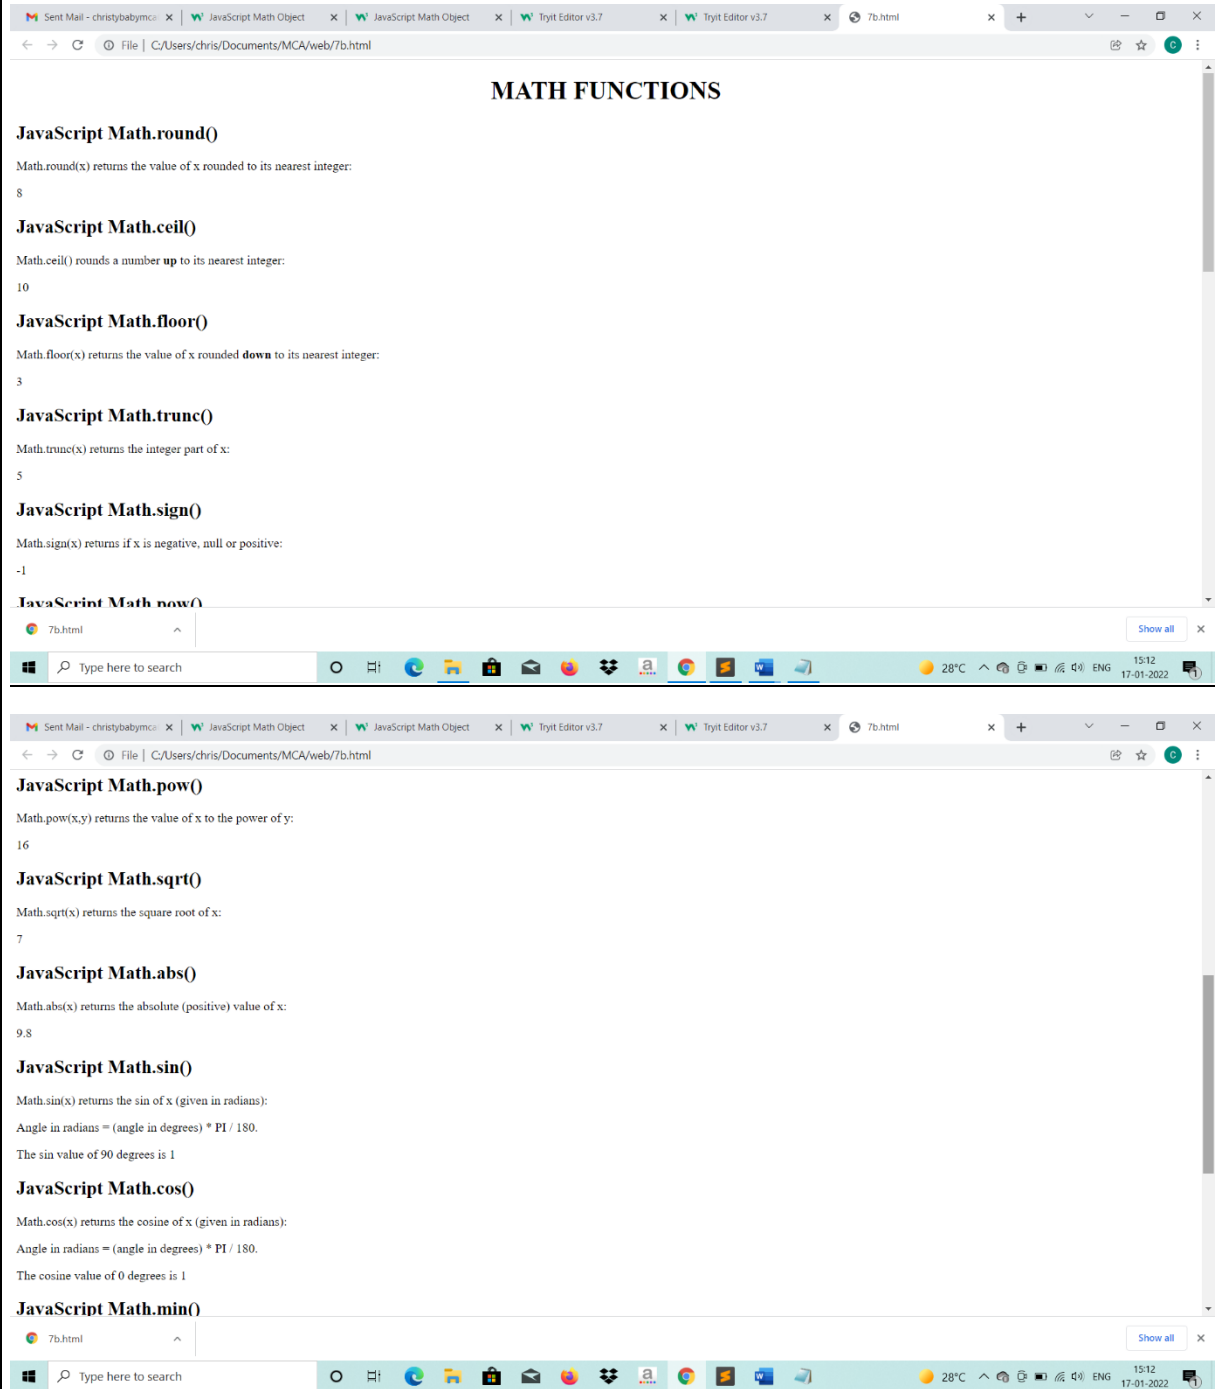 Sent Mail - christybabymca
JavaScript Math Object
JavaScript Math Object
Tryit Editor v3.7
Tryit Editor v3.7
7b.html
File | C:/Users/chris/Documents/MCA/web/7b.html
C
MATH FUNCTIONS
JavaScript Math.round()
Math.round(x) returns the value of x rounded to its nearest integer:
8
JavaScript Math.ceil()
Math.ceil() rounds a number up to its nearest integer:
10
JavaScript Math.floor()
Math.floor(x) returns the value of x rounded down to its nearest integer:
3
JavaScript Math.trunc()
Math.trunc(x) returns the integer part of x:
5
JavaScript Math.sign()
Math.sign(x) returns if x is negative, null or positive:
-1
JavaScript Math.pow()
7b.html
Show all
Type here to search
28°C
ENG
15:12
17-01-2022
Sent Mail - christybabymca
JavaScript Math Object
JavaScript Math Object
Tryit Editor v3.7
Tryit Editor v3.7
7b.html
File | C:/Users/chris/Documents/MCA/web/7b.html
C
JavaScript Math.pow()
Math.pow(x,y) returns the value of x to the power of y:
16
JavaScript Math.sqrt()
Math.sqrt(x) returns the square root of x:
7
JavaScript Math.abs()
Math.abs(x) returns the absolute (positive) value of x:
9.8
JavaScript Math.sin()
Math.sin(x) returns the sin of x (given in radians):
Angle in radians = (angle in degrees) * PI / 180.
The sin value of 90 degrees is 1
JavaScript Math.cos()
Math.cos(x) returns the cosine of x (given in radians):
Angle in radians = (angle in degrees) * PI / 180.
The cosine value of 0 degrees is 1
JavaScript Math.min()
7b.html
Show all
Type here to search
28°C
ENG
15:12
17-01-2022